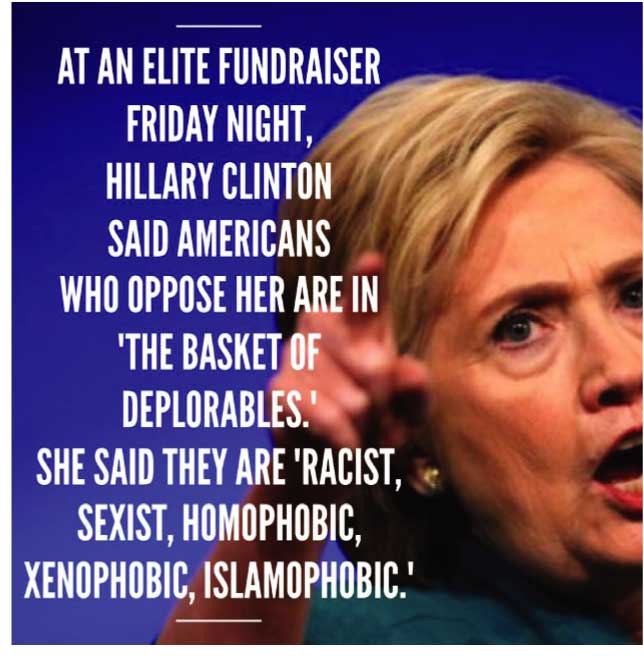 AT AN ELITE FUNDRAISER
FRIDAY NIGHT,
HILLARY CLINTON
SAID AMERICANS
WHO OPPOSE HER ARE IN
'THE BASKET OF
DEPLORABLES.'
SHE SAID THEY ARE 'RACIST,
SEXIST, HOMOPHOBIC,
XENOPHOBIC, ISLAMOPHOBIC.'